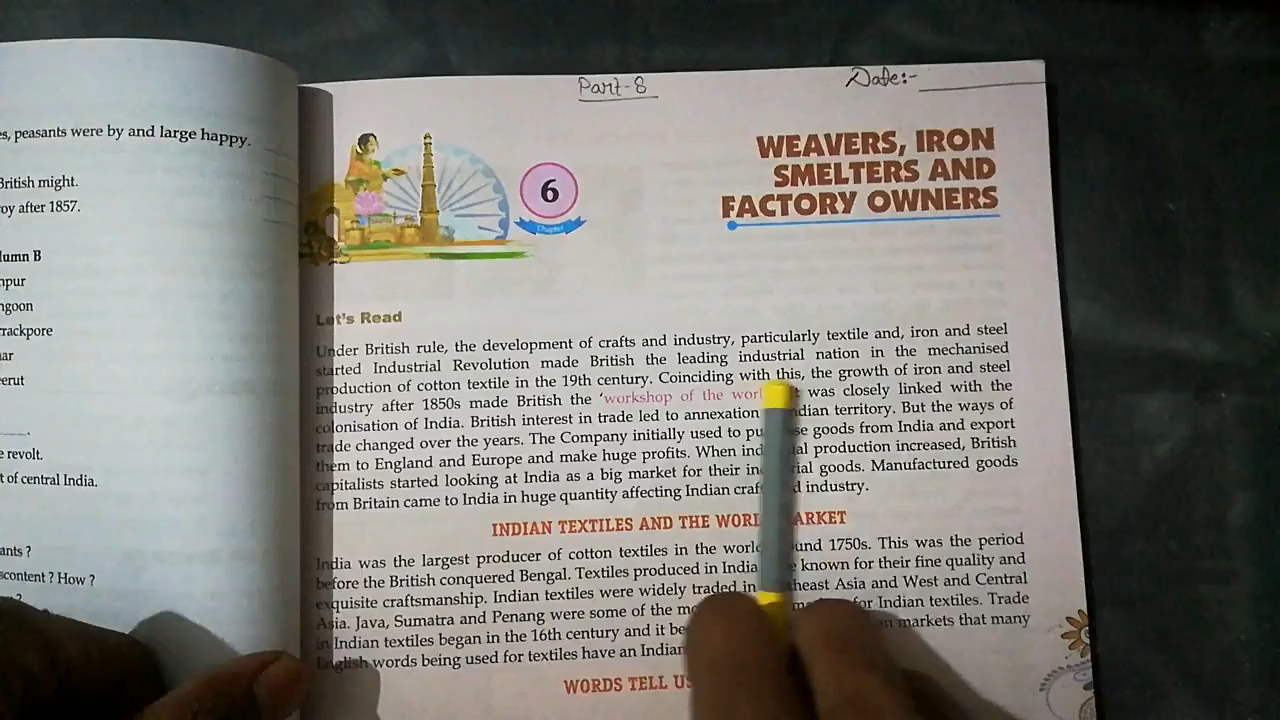 es, peasants were by and large happy.
British might.
oy after 1857.
lumn B
npur
ngoon
rrackpore
ar
erut
e revolt.
t of central India.
ants ?
scontent ? How ?
Part-8
Date:-
6
Chapter
WEAVERS, IRON
SMELTERS AND
FACTORY OWNERS
Let's Read
Under British rule, the development of crafts and industry, particularly textile and, iron and steel
started Industrial Revolution made British the leading industrial nation in the mechanised
production of cotton textile in the 19th century. Coinciding with this, the growth of iron and steel
industry after 1850s made British the 'workshop of the worl t was closely linked with the
colonisation of India. British interest in trade led to annexation ndian territory. But the ways of
trade changed over the years. The Company initially used to pu se goods from India and export
them to England and Europe and make huge profits. When ind al production increased, British
capitalists started looking at India as a big market for their in rial goods. Manufactured goods
from Britain came to India in huge quantity affecting Indian craf d industry.
INDIAN TEXTILES AND THE WORL ARKET
India was the largest producer of cotton textiles in the worl und 1750s. This was the period
before the British conquered Bengal. Textiles produced in India e known for their fine quality and
exquisite craftsmanship. Indian textiles were widely traded in heast Asia and West and Central
Asia. Java, Sumatra and Penang were some of the mo ma for Indian textiles. Trade
in Indian textiles began in the 16th century and it be n markets that many
English words being used for textiles have an Indian
WORDS TELL US